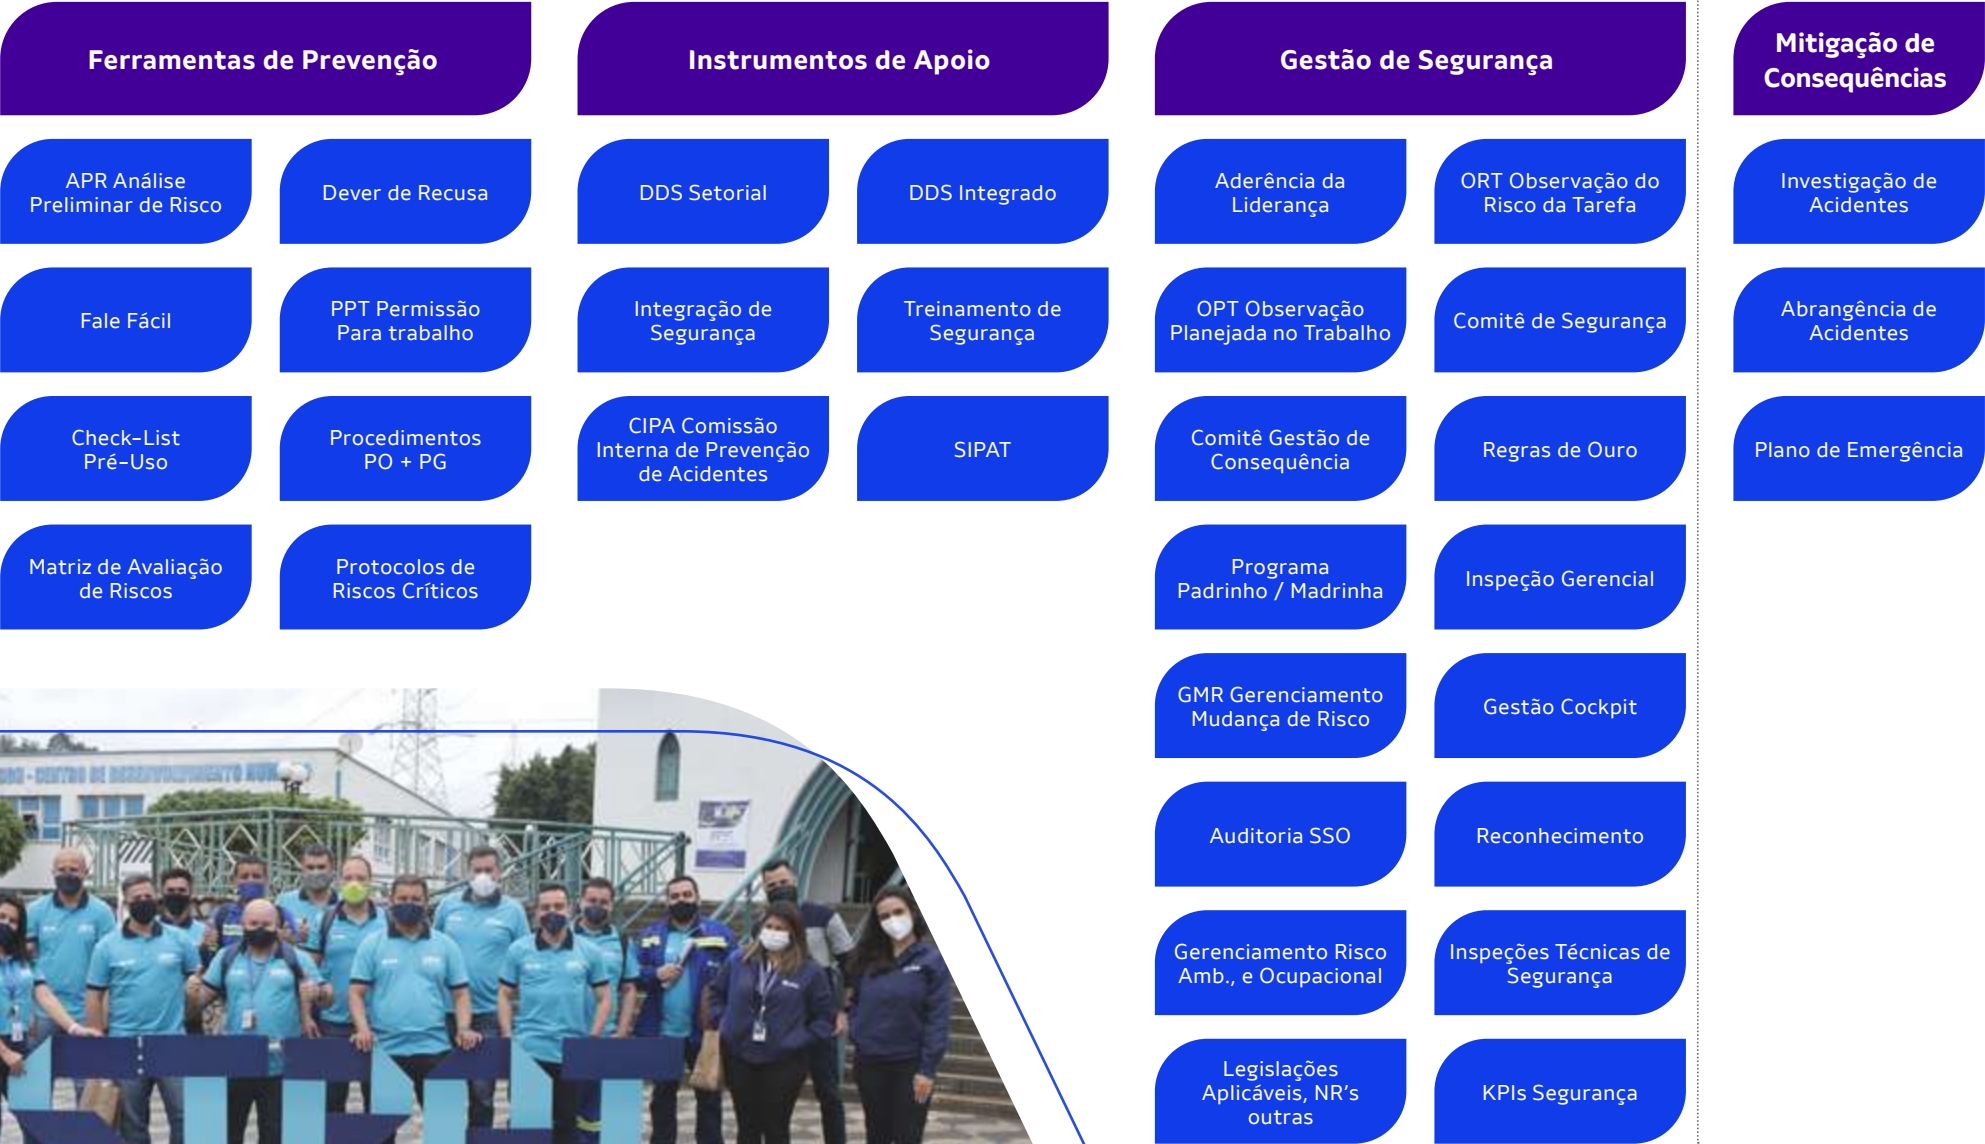 Ferramentas de Prevenção
APR Análise
Preliminar de Risco
Dever de Recusa
Fale Fácil
PPT Permissão
Para trabalho
Check-List
Pré-Uso
Procedimentos
PO + PG
Matriz de Avaliação
de Riscos
Protocolos de
Riscos Críticos
Instrumentos de Apoio
DDS Setorial
DDS Integrado
Integração de
Segurança
Treinamento de
Segurança
CIPA Comissão
Interna de Prevenção
de Acidentes
SIPAT
Gestão de Segurança
Aderência da
Liderança
ORT Observação do
Risco da Tarefa
OPT Observação
Planejada no Trabalho
Comitê de Segurança
Comitê Gestão de
Consequência
Regras de Ouro
Programa
Padrinho / Madrinha
Inspeção Gerencial
GMR Gerenciamento
Mudança de Risco
Gestão Cockpit
Auditoria SSO
Reconhecimento
Gerenciamento Risco
Amb., e Ocupacional
Inspeções Técnicas de
Segurança
Legislações
Aplicáveis, NR’s
outras
KPIs Segurança
Mitigação de
Consequências
Investigação de
Acidentes
Abrangência de
Acidentes
Plano de Emergência
CENTRO DE DESENVOLVIMENTO